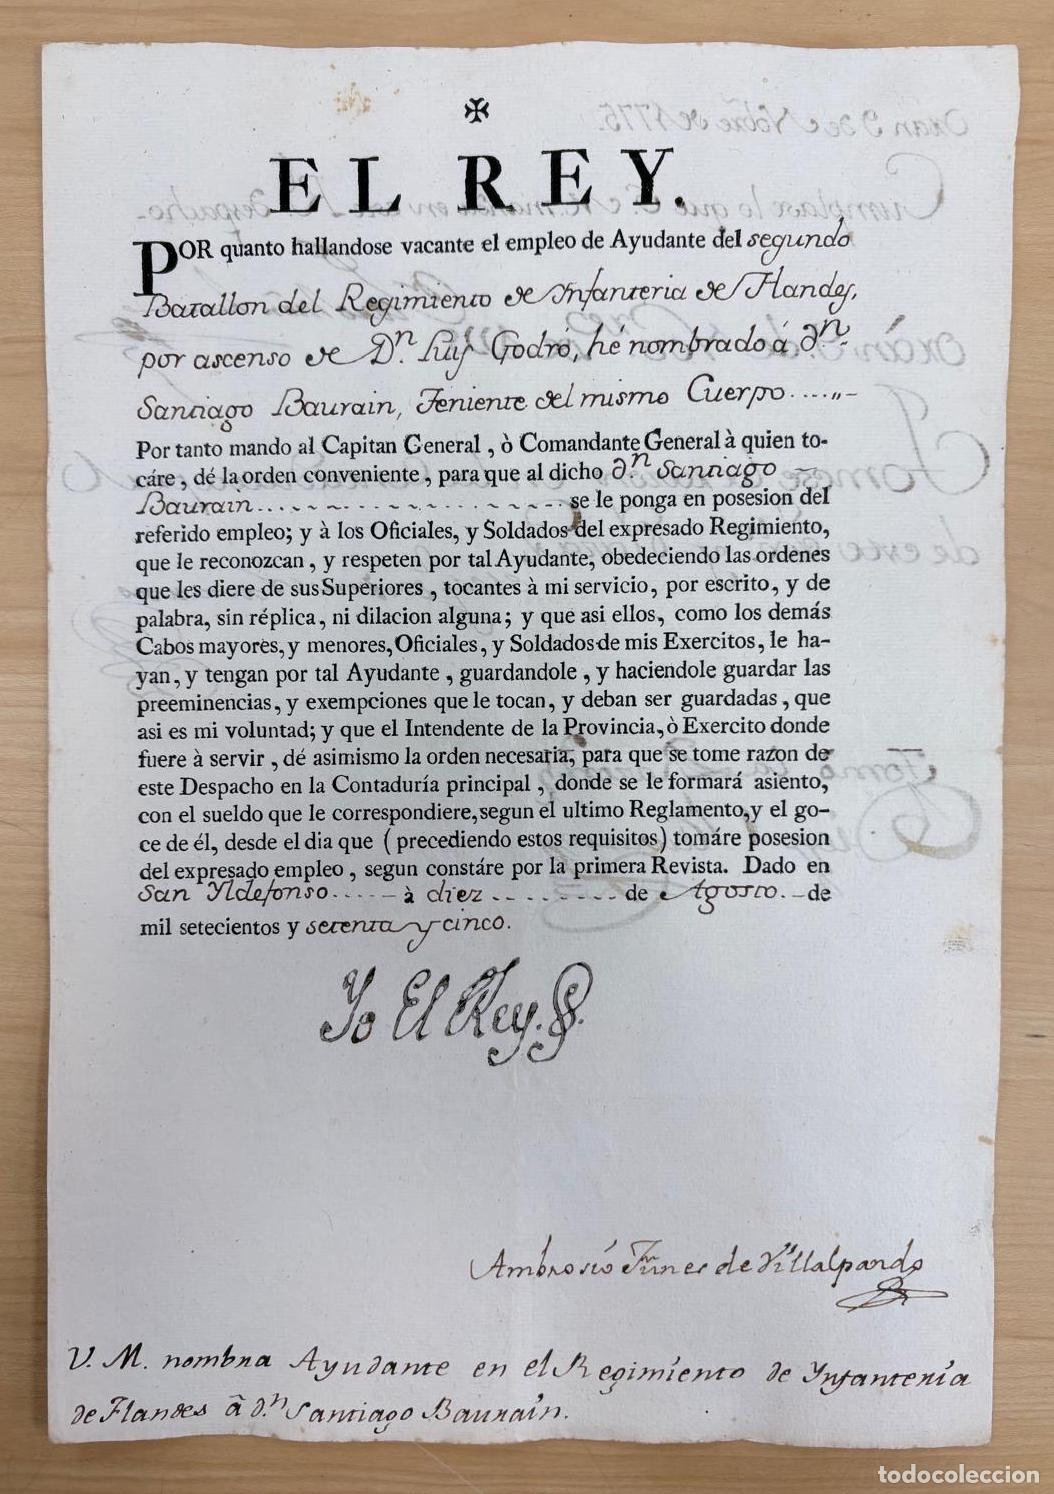 ✠
EL REY.
POR quanto hallandose vacante el empleo de Ayudante del segundo
Batallon del Regimiento de Infanteria de Flandes,
por ascenso de D.n Luis Godró, hé nombrado á d.n
Santiago Baurain, Teniente del mismo Cuerpo
Por tanto mando al Capitan General, ò Comandante General à quien to-
cáre, dé la orden conveniente, para que al dicho d.n Santiago
Baurain se le ponga en posesion del
referido empleo; y à los Oficiales, y Soldados del expresado Regimiento,
que le reconozcan, y respeten por tal Ayudante, obedeciendo las ordenes
que les diere de sus Superiores, tocantes à mi servicio, por escrito, y de
palabra, sin réplica, ni dilacion alguna; y que asi ellos, como los demás
Cabos mayores, y menores, Oficiales, y Soldados de mis Exercitos, le ha-
yan, y tengan por tal Ayudante, guardandole, y haciendole guardar las
preeminencias, y exempciones que le tocan, y deban ser guardadas, que
asi es mi voluntad; y que el Intendente de la Provincia, ò Exercito donde
fuere à servir, dé asimismo la orden necesaria, para que se tome razon de
este Despacho en la Contaduría principal, donde se le formará asiento,
con el sueldo que le correspondiere, segun el ultimo Reglamento, y el go-
ce de él, desde el dia que (precediendo estos requisitos) tomáre posesion
del expresado empleo, segun constáre por la primera Revista. Dado en
San Yldefonso à diez de Agosto de
mil setecientos y setenta y cinco.
Yo El Rey.
Ambrosio Funes de Villalpando
V. M. nombra Ayudante en el Regimiento de Ynfanteria
de Flandes â d.n Santiago Baurain.
todocoleccion